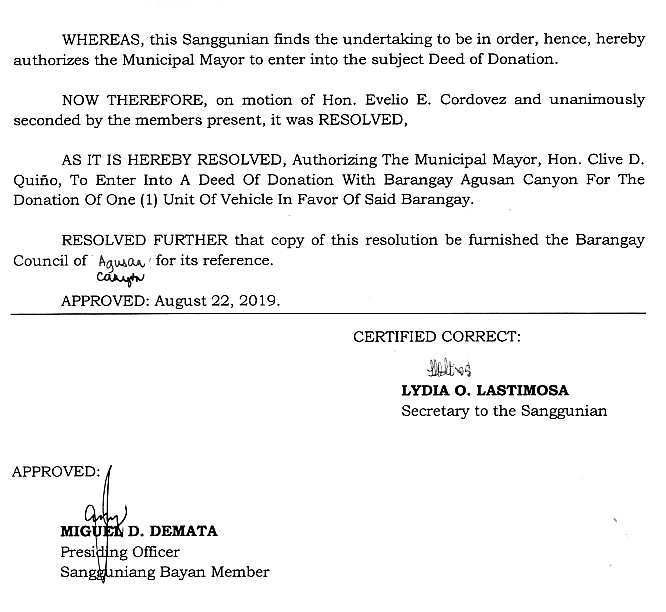 WHEREAS, this Sanggunian finds the undertaking to be in order, hence, hereby
authorizes the Municipal Mayor to enter into the subject Deed of Donation.
NOW THEREFORE, on motion of Hon. Evelio E. Cordovez and unanimously
seconded by the members present, it was RESOLVED,
AS IT IS HEREBY RESOLVED, Authorizing The Municipal Mayor, Hon. Clive D.
Quiño, To Enter Into A Deed Of Donation With Barangay Agusan Canyon For The
Donation Of One (1) Unit Of Vehicle In Favor Of Said Barangay.
RESOLVED FURTHER that copy of this resolution be furnished the Barangay
Council of Agusan for its reference.
Canyon
APPROVED: August 22, 2019.
CERTIFIED CORRECT:
LYDIA O. LASTIMOSA
Secretary to the Sanggunian
APPROVED:
MIGUEL D. DEMATA
Presiding Officer
Sangguniang Bayan Member